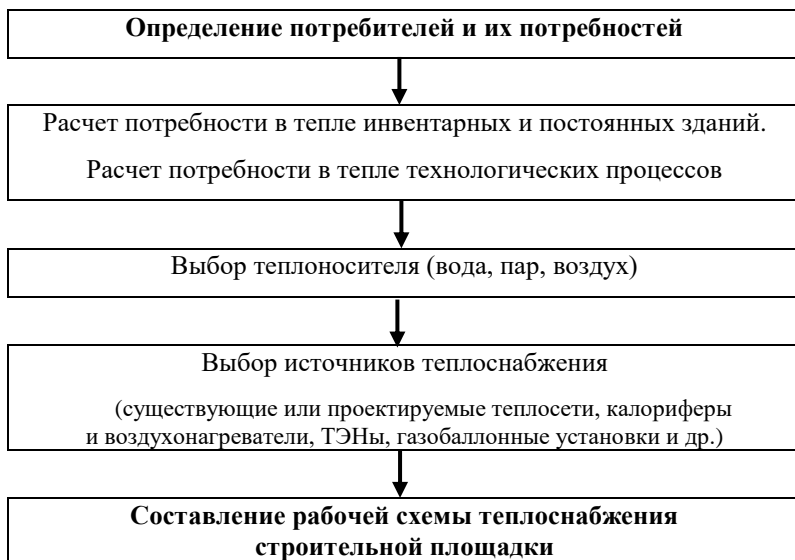 Определение потребителей и их потребностей
Расчет потребности в тепле инвентарных и постоянных зданий.
Расчет потребности в тепле технологических процессов
Выбор теплоносителя (вода, пар, воздух)
Выбор источников теплоснабжения
(существующие или проектируемые теплосети, калориферы
и воздухонагреватели, ТЭНы, газобаллонные установки и др.)
Составление рабочей схемы теплоснабжения
строительной площадки